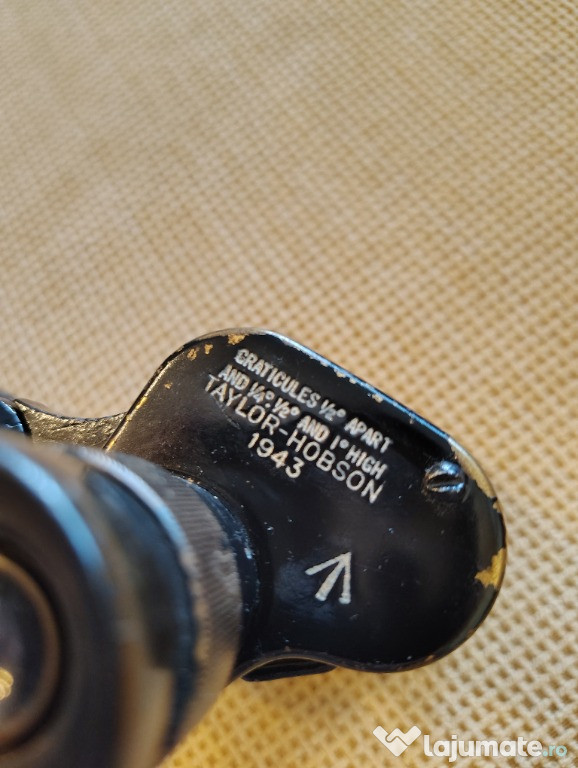 GRATICULES ½° APART
AND ¼° ½° AND 1° HIGH
TAYLOR-HOBSON
1943
lajumate.ro